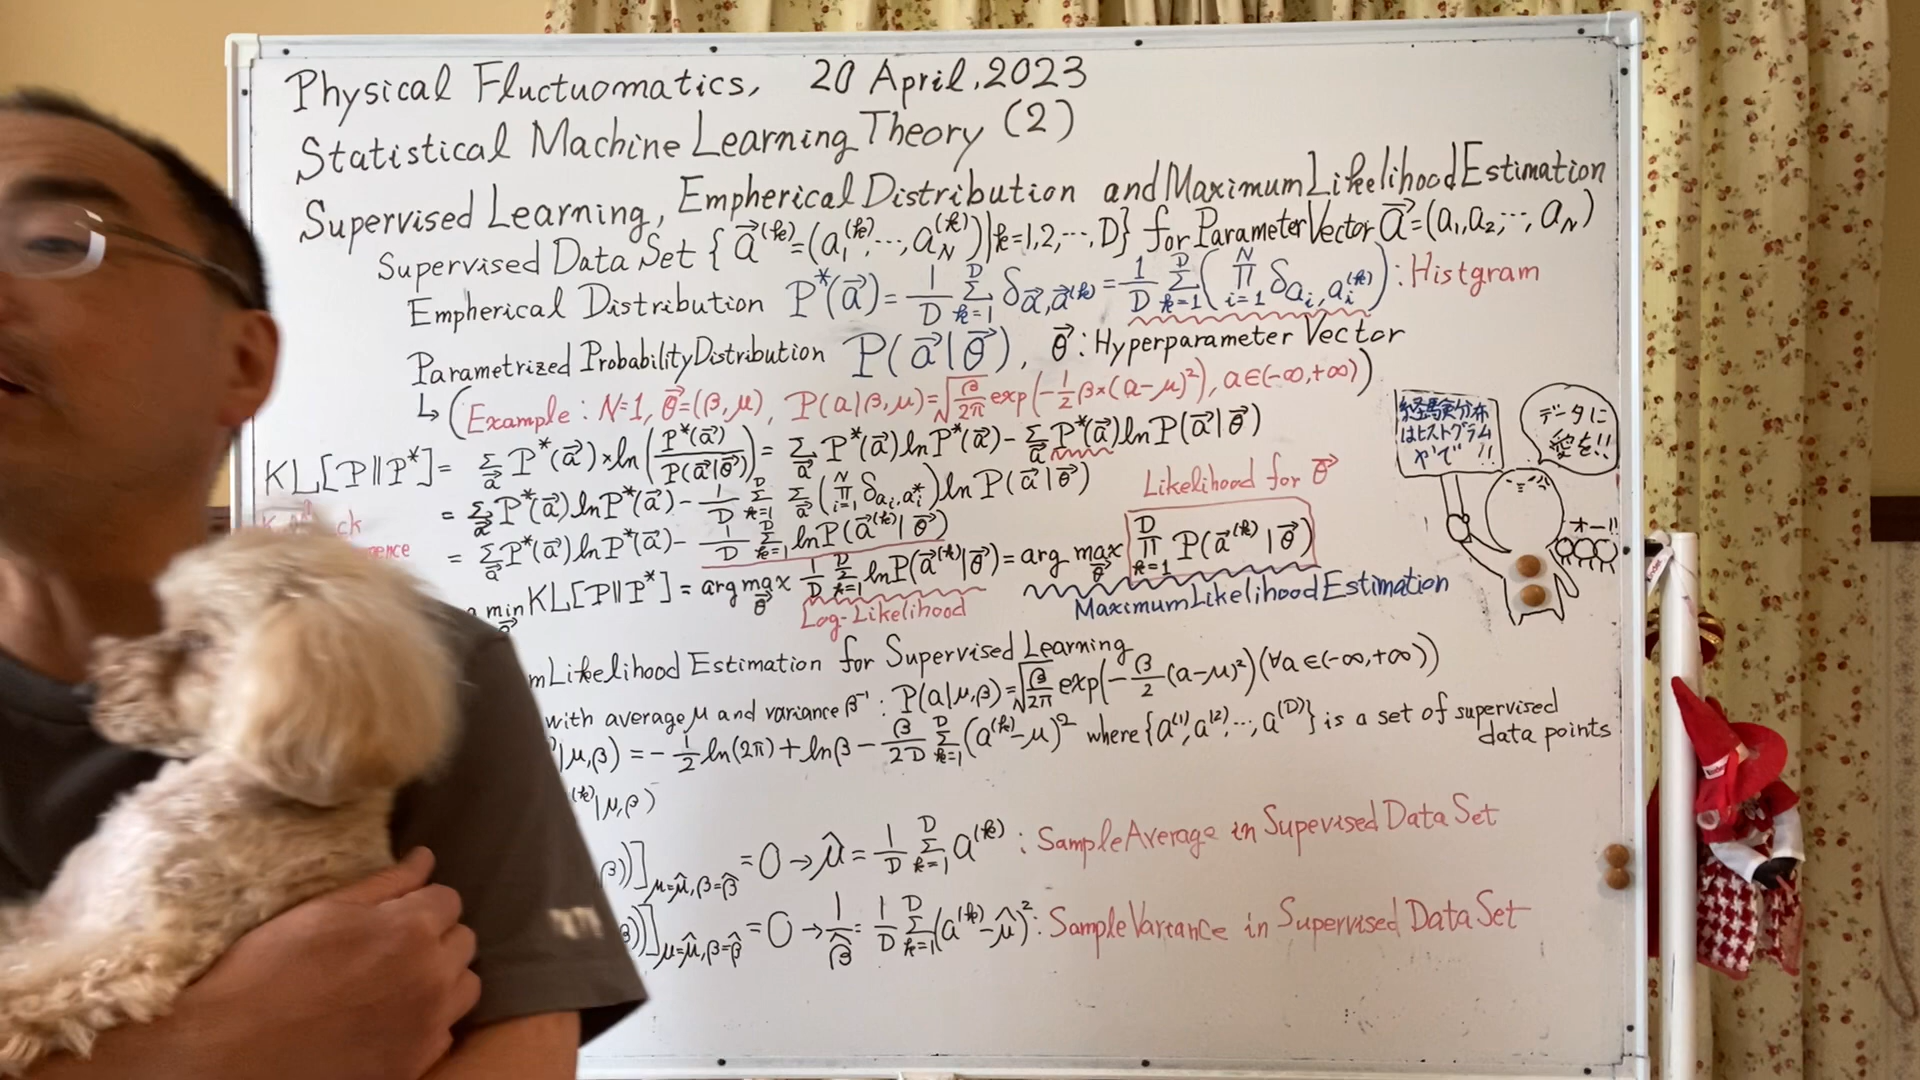 Physical Fluctuomatics, 20 April, 2023
Statistical Machine Learning Theory (2)
Supervised Learning, Empherical Distribution and Maximum Likelihood Estimation
Supervised Data Set { a⃗^(k)=(a_1^(k),…,a_N^(k))|k=1,2,…,D} for Parameter Vector a⃗=(a_1,a_2,…,a_N)
Empherical Distribution P*(a⃗)= 1/D Σ_{k=1}^D δ_{a⃗,a⃗^(k)} = 1/D Σ_{k=1}^D (Π_{i=1}^N δ_{a_i,a_i^(k)}) : Histgram
Parametrized Probability Distribution P(a⃗|θ⃗), θ⃗: Hyperparameter Vector
↳ (Example: N=1, θ⃗=(β,μ), P(a|β,μ)=√(β/2π) exp(-1/2 β×(a-μ)²), a∈(-∞,+∞))
KL[P‖P*]= Σ_a⃗ P*(a⃗)×ln(P*(a⃗)/P(a⃗|θ⃗)) = Σ_a⃗ P*(a⃗)lnP*(a⃗) - Σ_a⃗ P*(a⃗)lnP(a⃗|θ⃗)
= Σ_a⃗ P*(a⃗)lnP*(a⃗) - 1/D Σ_{k=1}^D Σ_a⃗ (Π_{i=1}^N δ_{a_i,a_i^*}) lnP(a⃗|θ⃗)
= Σ_a⃗ P*(a⃗)lnP*(a⃗) - 1/D Σ_{k=1}^D lnP(a⃗^(k)|θ⃗)
Likelihood for θ⃗
min_θ⃗ KL[P‖P*] = arg max_θ⃗ 1/D Σ_{k=1}^D lnP(a⃗^(k)|θ⃗) = arg max_θ⃗ Π_{k=1}^D P(a⃗^(k)|θ⃗)
Log-Likelihood
Maximum Likelihood Estimation
経験分布
はヒストグラム
やで!!
データに
愛を!!
オー!!
Likelihood Estimation for Supervised Learning
with average μ and variance β^-1 : P(a|μ,β)=√(β/2π) exp(-β/2 (a-μ)²) (∀a∈(-∞,+∞))
|μ,β) = -1/2 ln(2π) + lnβ - β/2D Σ_{k=1}^D (a^(k)-μ)² where {a^(1),a^(2),…,a^(D)} is a set of supervised
data points
^(k)|μ,β)
β))]_{μ=μ̂,β=β̂} = 0 → μ̂ = 1/D Σ_{k=1}^D a^(k) : Sample Average in Supevised Data Set
β))]_{μ=μ̂,β=β̂} = 0 → 1/β̂ = 1/D Σ_{k=1}^D (a^(k)-μ̂)² : Sample Variance in Supervised Data Set